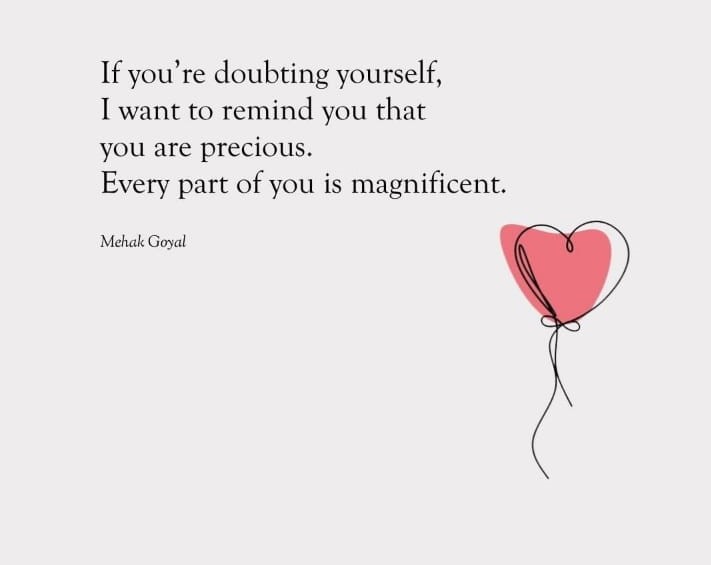 If you’re doubting yourself,
I want to remind you that
you are precious.
Every part of you is magnificent.
Mehak Goyal